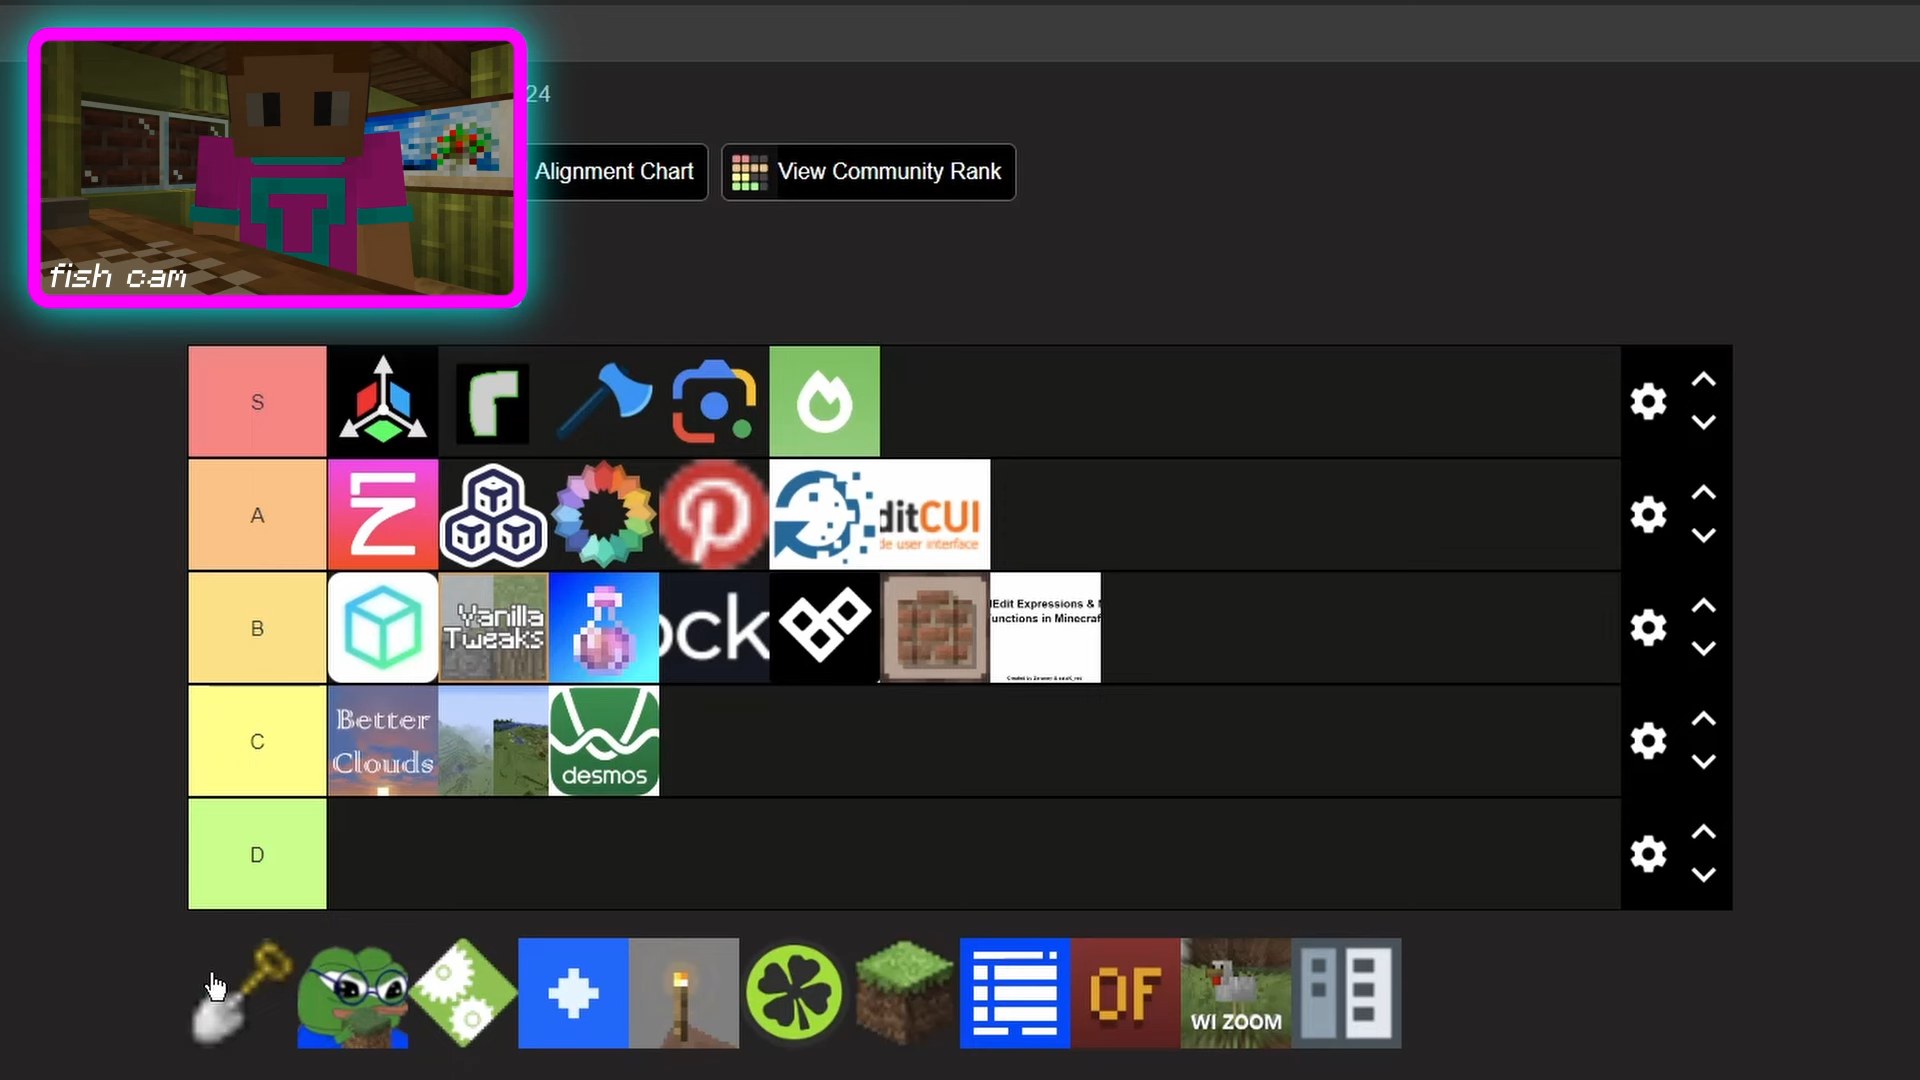 24
Alignment Chart
View Community Rank
fish cam
S
A
ditCUI
de user interface
B
Vanilla
Tweaks
ock
Edit Expressions &
unctions in Minecraf
C
Better
Clouds
desmos
D
OF
WI ZOOM